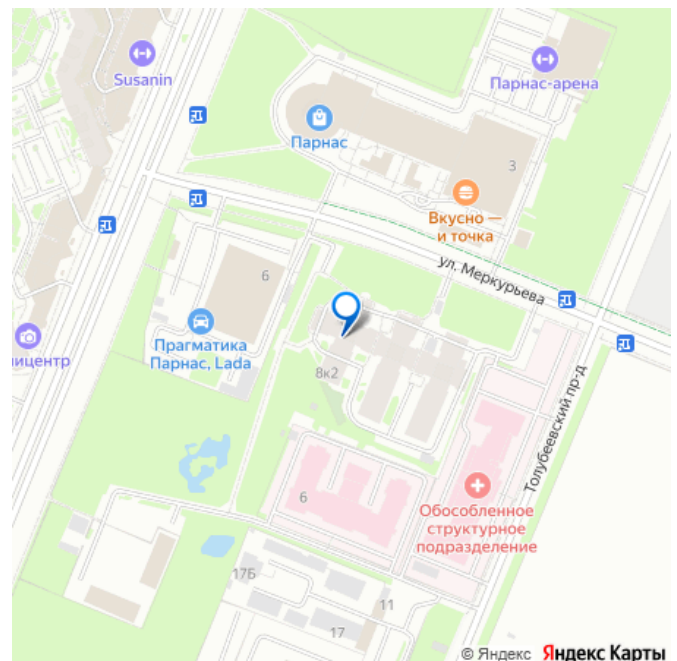 Susanin
Парнас-арена
Парнас
3
Вкусно —
и точка
ул. Меркурьева
6
Прагматика
Парнас, Lada
лицентр
8к2
Толубеевский пр-д
6
Обособленное
структурное
подразделение
17Б
11
17
© Яндекс Яндекс Карты